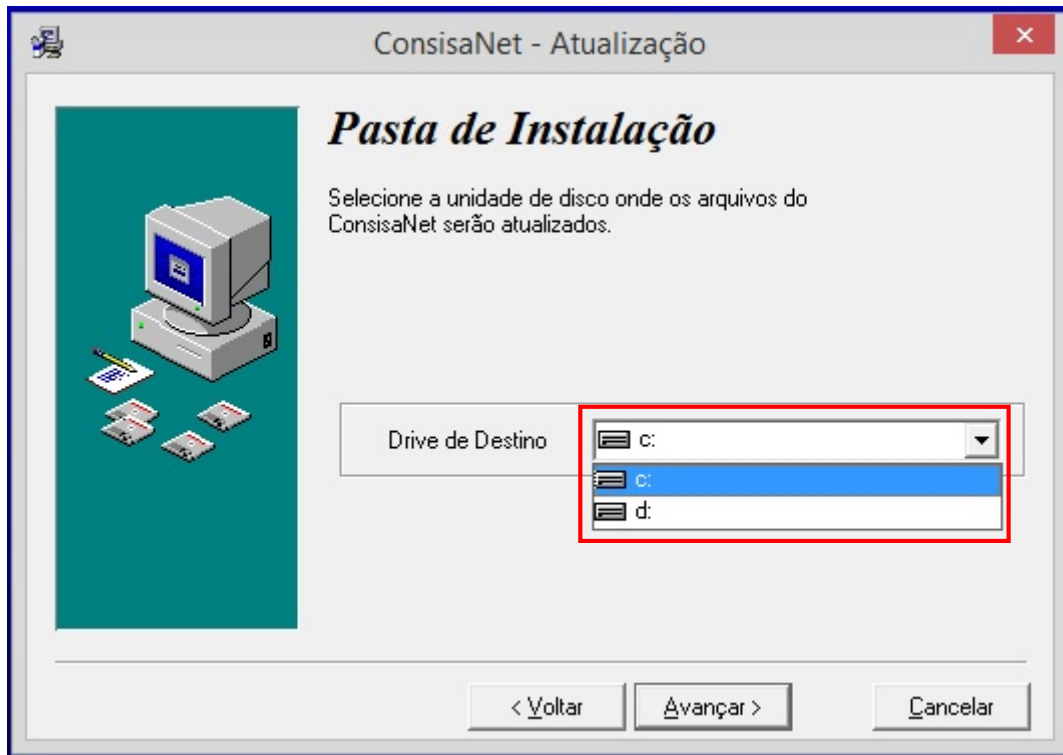 ConsisaNet - Atualização
Pasta de Instalação
Selecione a unidade de disco onde os arquivos do
ConsisaNet serão atualizados.
Drive de Destino
c:
c:
d:
< Voltar
Avançar >
Cancelar